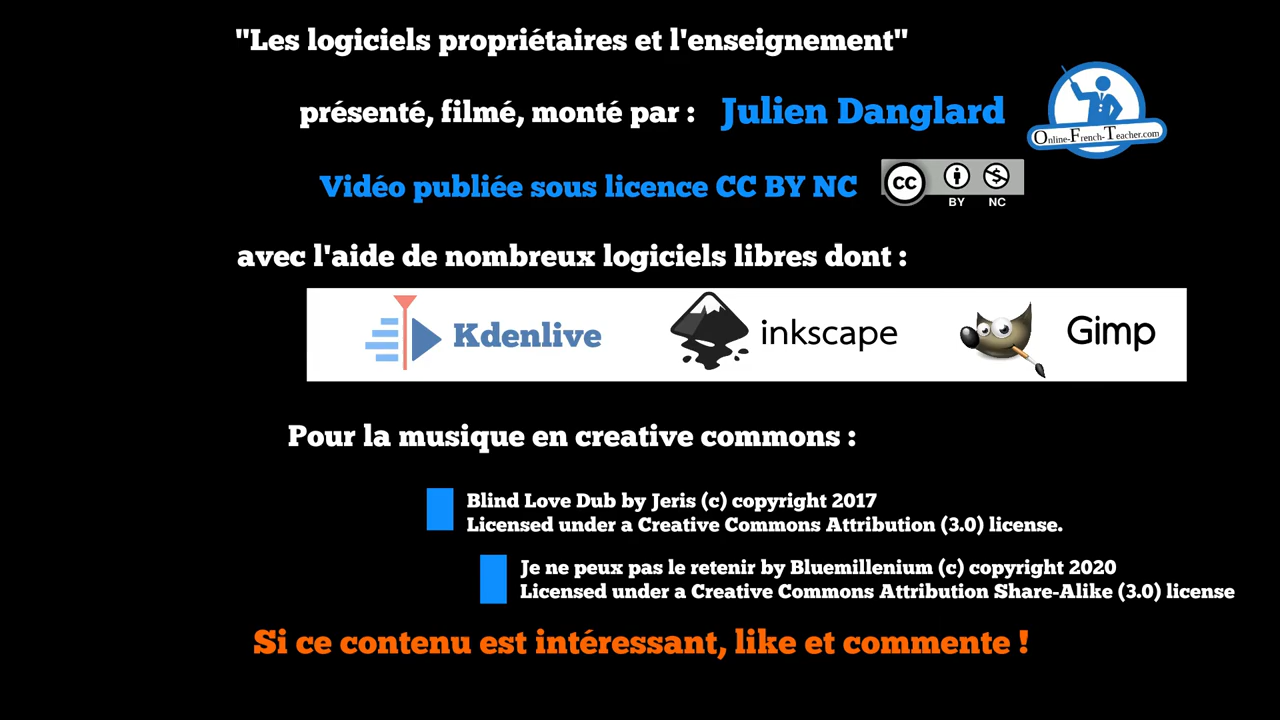 "Les logiciels propriétaires et l'enseignement"
présenté, filmé, monté par : Julien Danglard
Online-French-Teacher.com
Vidéo publiée sous licence CC BY NC
CC BY NC
avec l'aide de nombreux logiciels libres dont :
Kdenlive inkscape Gimp
Pour la musique en creative commons :
Blind Love Dub by Jeris (c) copyright 2017
Licensed under a Creative Commons Attribution (3.0) license.
Je ne peux pas le retenir by Bluemillenium (c) copyright 2020
Licensed under a Creative Commons Attribution Share-Alike (3.0) license
Si ce contenu est intéressant, like et commente !